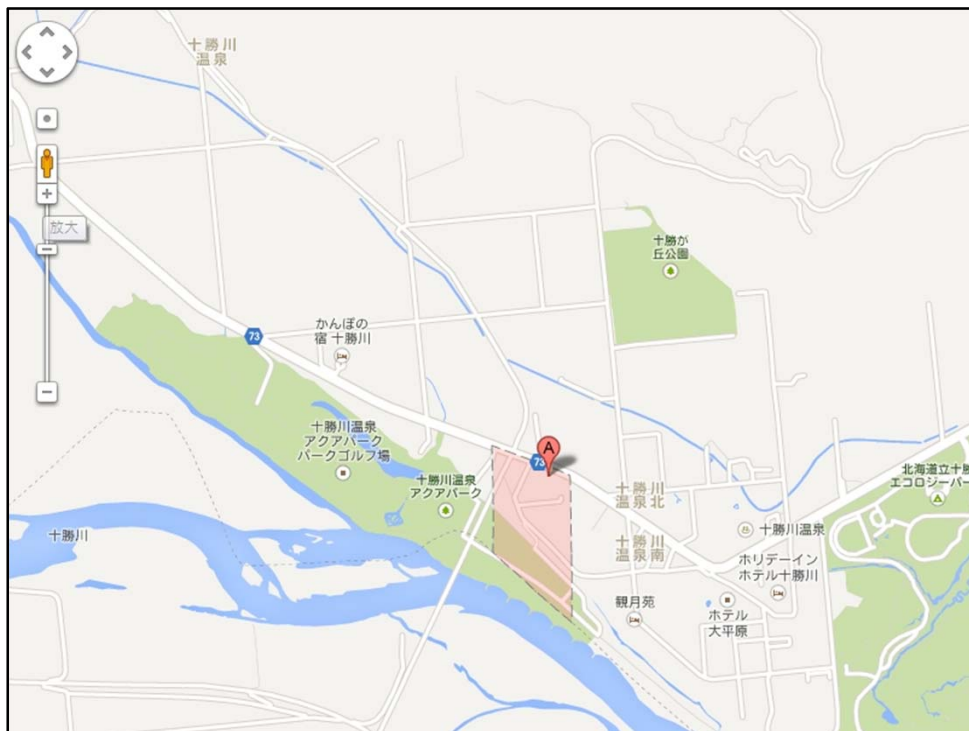 十勝川
温泉
放大
十勝が
丘公園
73
かんぽの
宿 十勝川
十勝川温泉
アクアパーク
パークゴルフ場
A
73
十勝川温泉
アクアパーク
十勝川
温泉北
北海道立十勝
エコロジーパー
十勝川
十勝川温泉
十勝川
温泉南
ホリデーイン
ホテル十勝川
観月苑
ホテル
大平原